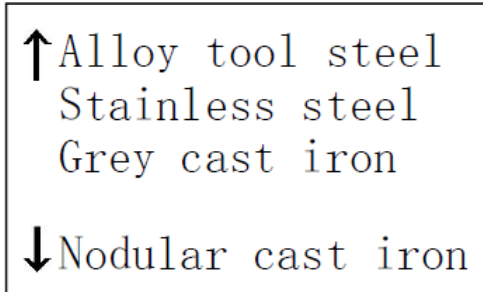 ↑Alloy tool steel
Stainless steel
Grey cast iron
↓Nodular cast iron